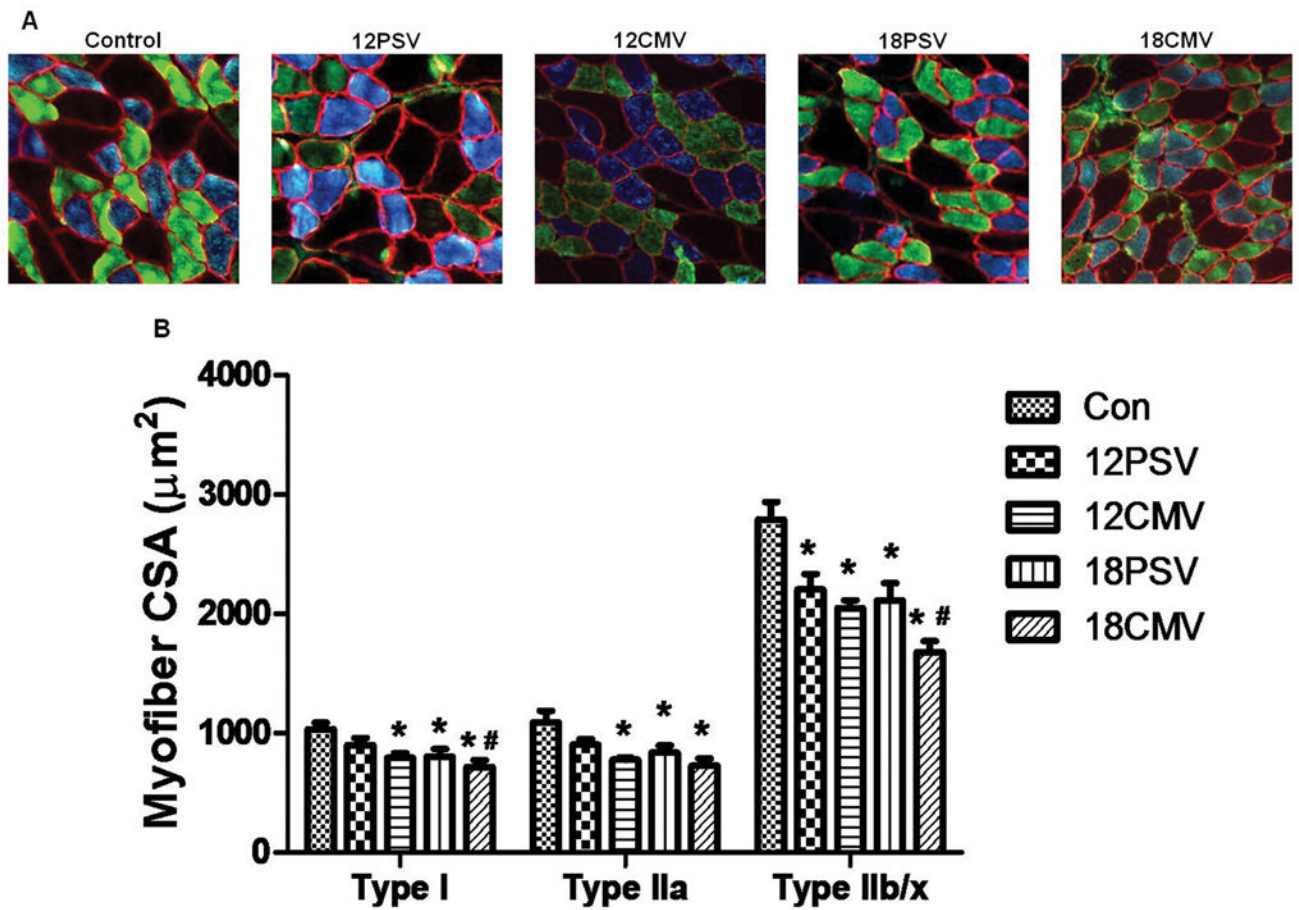 A
Control 12PSV 12CMV 18PSV 18CMV
B
Myofiber CSA (μm²)
4000
3000
2000
1000
0
* * * * #
* * * #
* * *
Type I Type IIa Type IIb/x
Con
12PSV
12CMV
18PSV
18CMV